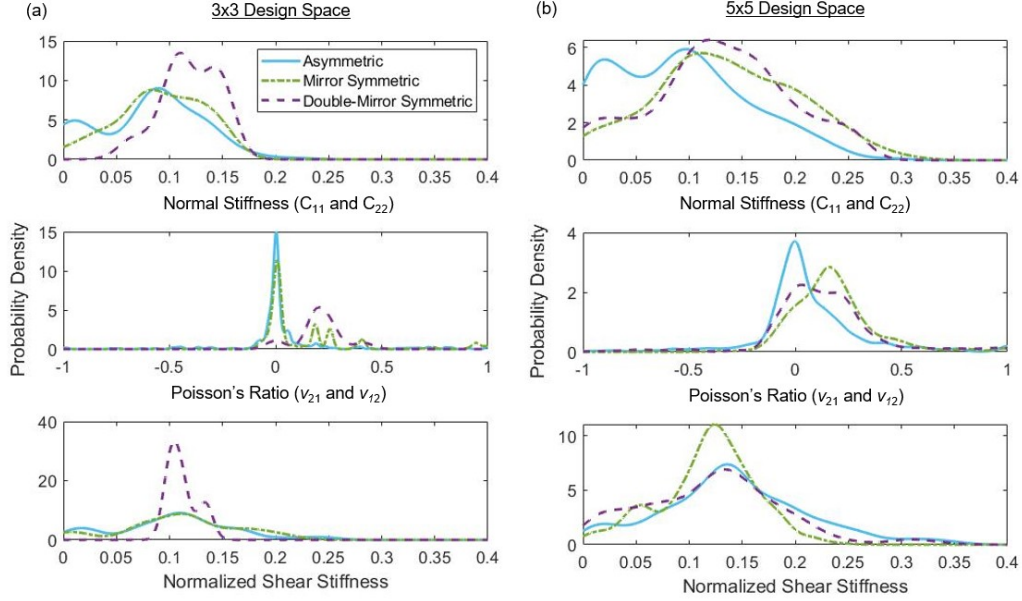 (a)
3x3 Design Space
15
10
5
0
Asymmetric
Mirror Symmetric
Double-Mirror Symmetric
0 0.05 0.1 0.15 0.2 0.25 0.3 0.35 0.4
Normal Stiffness (C11 and C22)
Probability Density
15
10
5
0
-1 -0.5 0 0.5 1
Poisson's Ratio (v21 and v12)
40
20
0
0 0.05 0.1 0.15 0.2 0.25 0.3 0.35 0.4
Normalized Shear Stiffness
(b)
5x5 Design Space
6
4
2
0
0 0.05 0.1 0.15 0.2 0.25 0.3 0.35 0.4
Normal Stiffness (C11 and C22)
Probability Density
4
2
0
-1 -0.5 0 0.5 1
Poisson's Ratio (v21 and v12)
10
5
0
0 0.05 0.1 0.15 0.2 0.25 0.3 0.35 0.4
Normalized Shear Stiffness